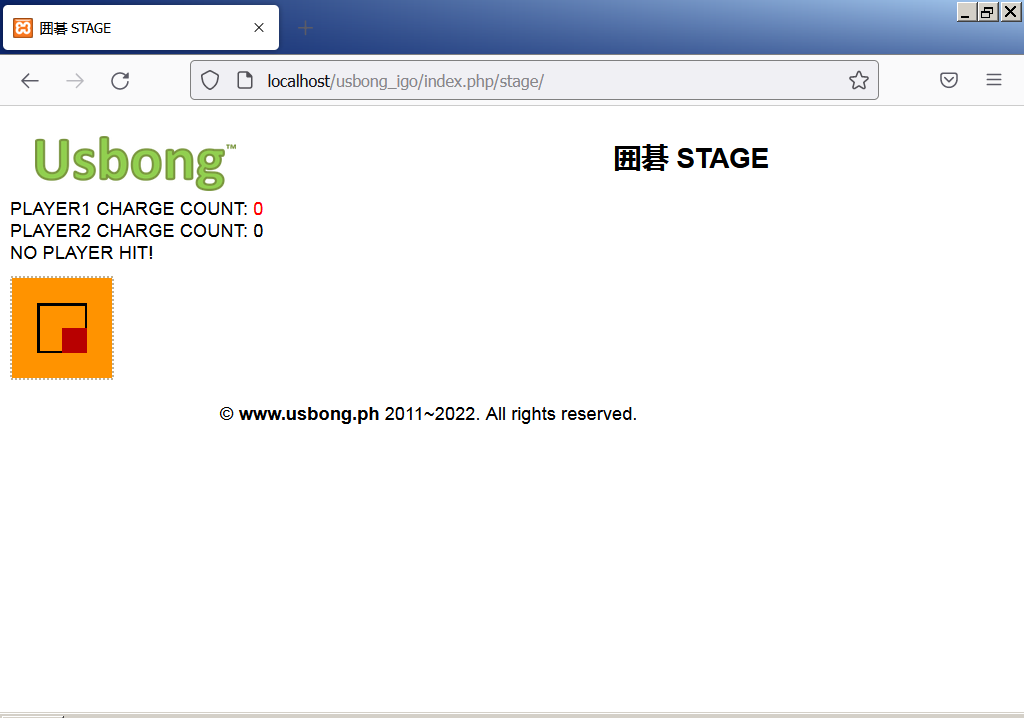 囲碁 STAGE
localhost/usbong_igo/index.php/stage/
Usbong™
囲碁 STAGE
PLAYER1 CHARGE COUNT: 0
PLAYER2 CHARGE COUNT: 0
NO PLAYER HIT!
© www.usbong.ph 2011~2022. All rights reserved.